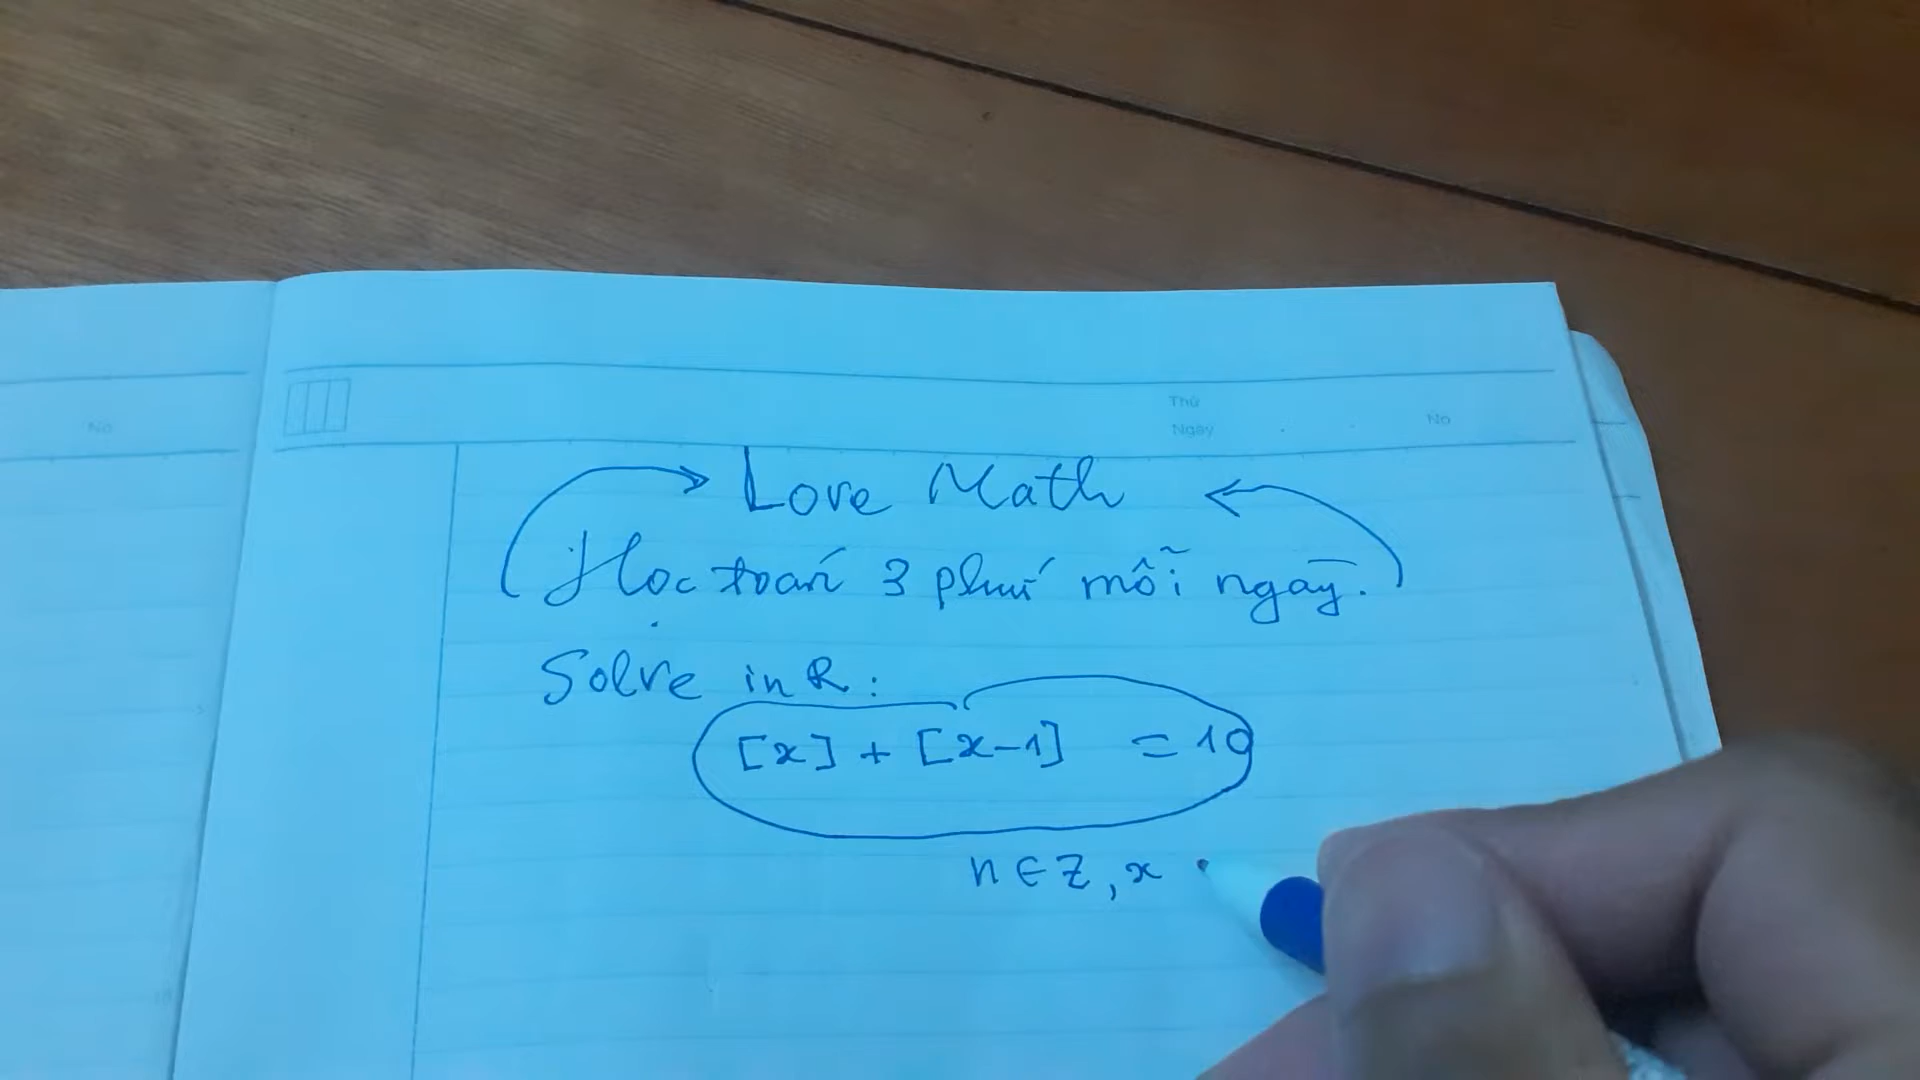 No
Thứ
Ngày
No
Love Math
Học toán 3 phút mỗi ngày.
Solve in R:
[x] + [x-1] = 10
n ∈ Z, x